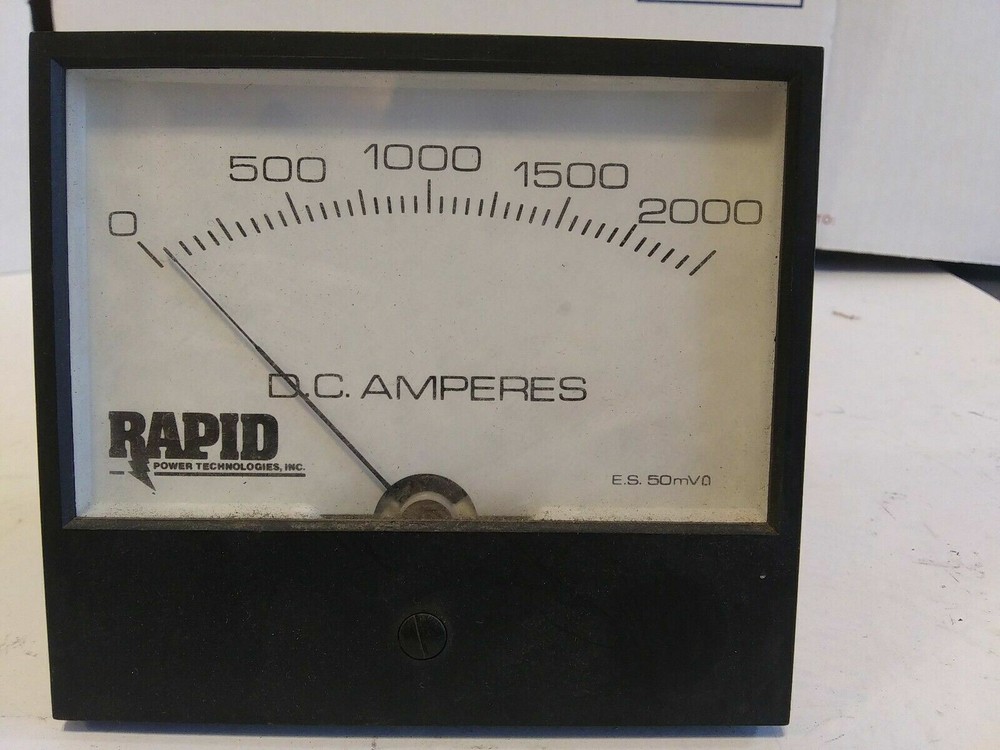 0 500 1000 1500 2000
D.C. AMPERES
RAPID
POWER TECHNOLOGIES, INC.
F.S. 50mV